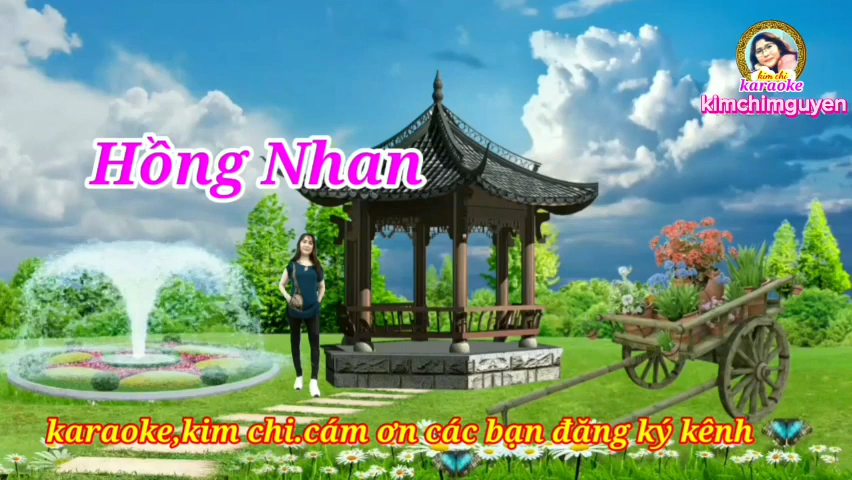 kim chi
karaoke
kimchimguyen
Hồng Nhan
karaoke,kim chi.cám ơn các bạn đăng ký kênh